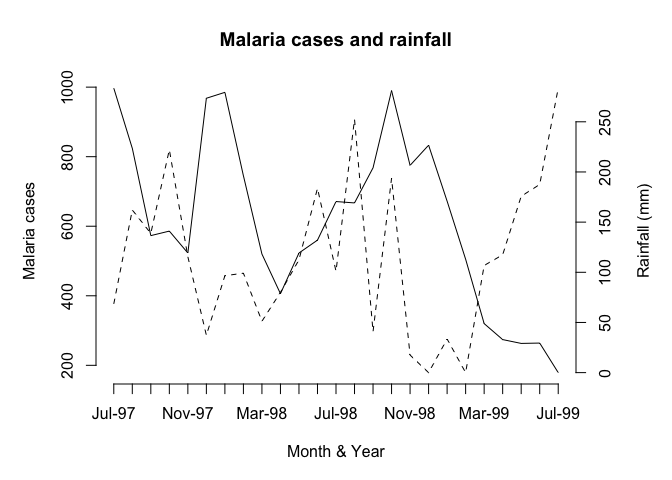 Malaria cases and rainfall
Malaria cases
1000
800
600
400
200
250
200
150
100
50
0
Rainfall (mm)
Jul-97 Nov-97 Mar-98 Jul-98 Nov-98 Mar-99 Jul-99
Month & Year